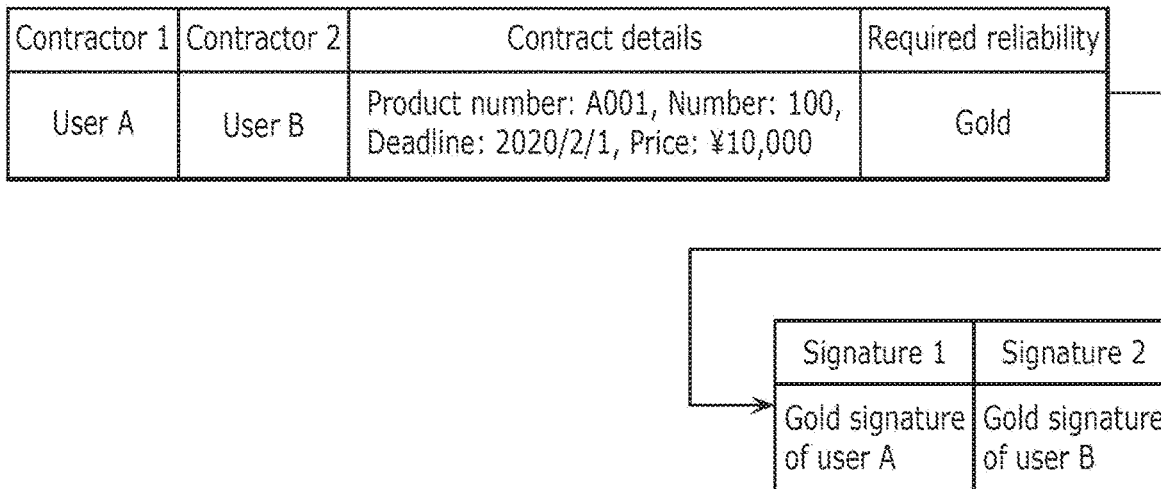 Contractor 1 Contractor 2 Contract details Required reliability
User A User B Product number: A001, Number: 100, Gold
Deadline: 2020/2/1, Price: ¥10,000
Signature 1 Signature 2
Gold signature Gold signature
of user A of user B